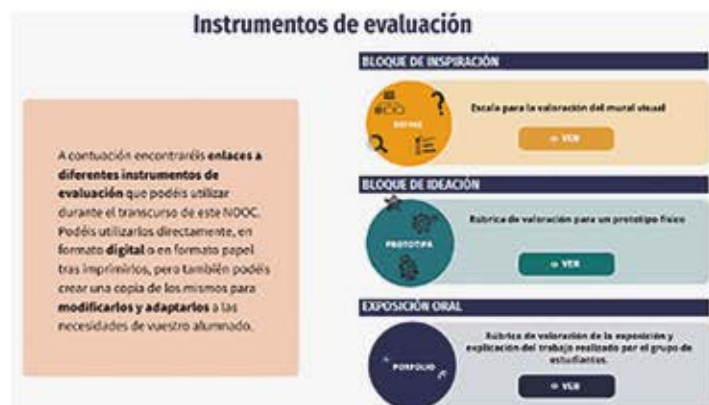 Instrumentos de evaluación
A contuación encontraréis enlaces a
diferentes instrumentos de
evaluación que podéis utilizar
durante el transcurso de este NOOC.
Podéis utilizarlos directamente, en
formato digital o en formato papel
tras imprimirlos, pero también podéis
crear una copia de los mismos para
modificarlos y adaptarlos a las
necesidades de vuestro alumnado.
BLOQUE DE INSPIRACIÓN
Escala para la valoración del mural visual
VER
BLOQUE DE IDEACIÓN
PROTOTIPA
Rúbrica de valoración para un prototipo físico
VER
EXPOSICIÓN ORAL
PORFOLIO
Rúbrica de valoración de la exposición y
explicación del trabajo realizado por el grupo de
estudiantes.
VER